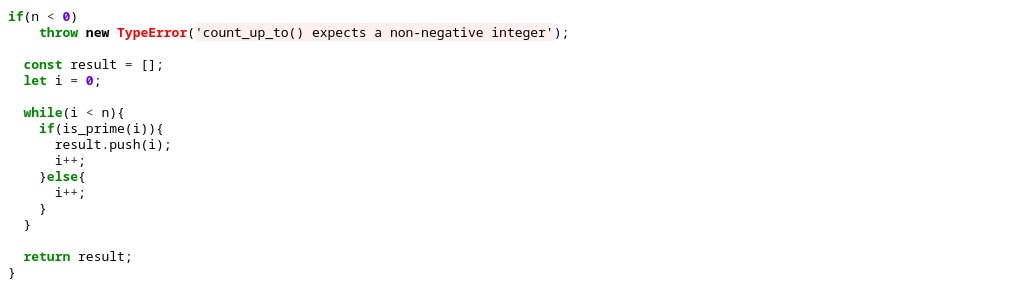 if(n < 0)
    throw new TypeError('count_up_to() expects a non-negative integer');

  const result = [];
  let i = 0;

  while(i < n){
    if(is_prime(i)){
      result.push(i);
      i++;
    }else{
      i++;
    }
  }

  return result;
}